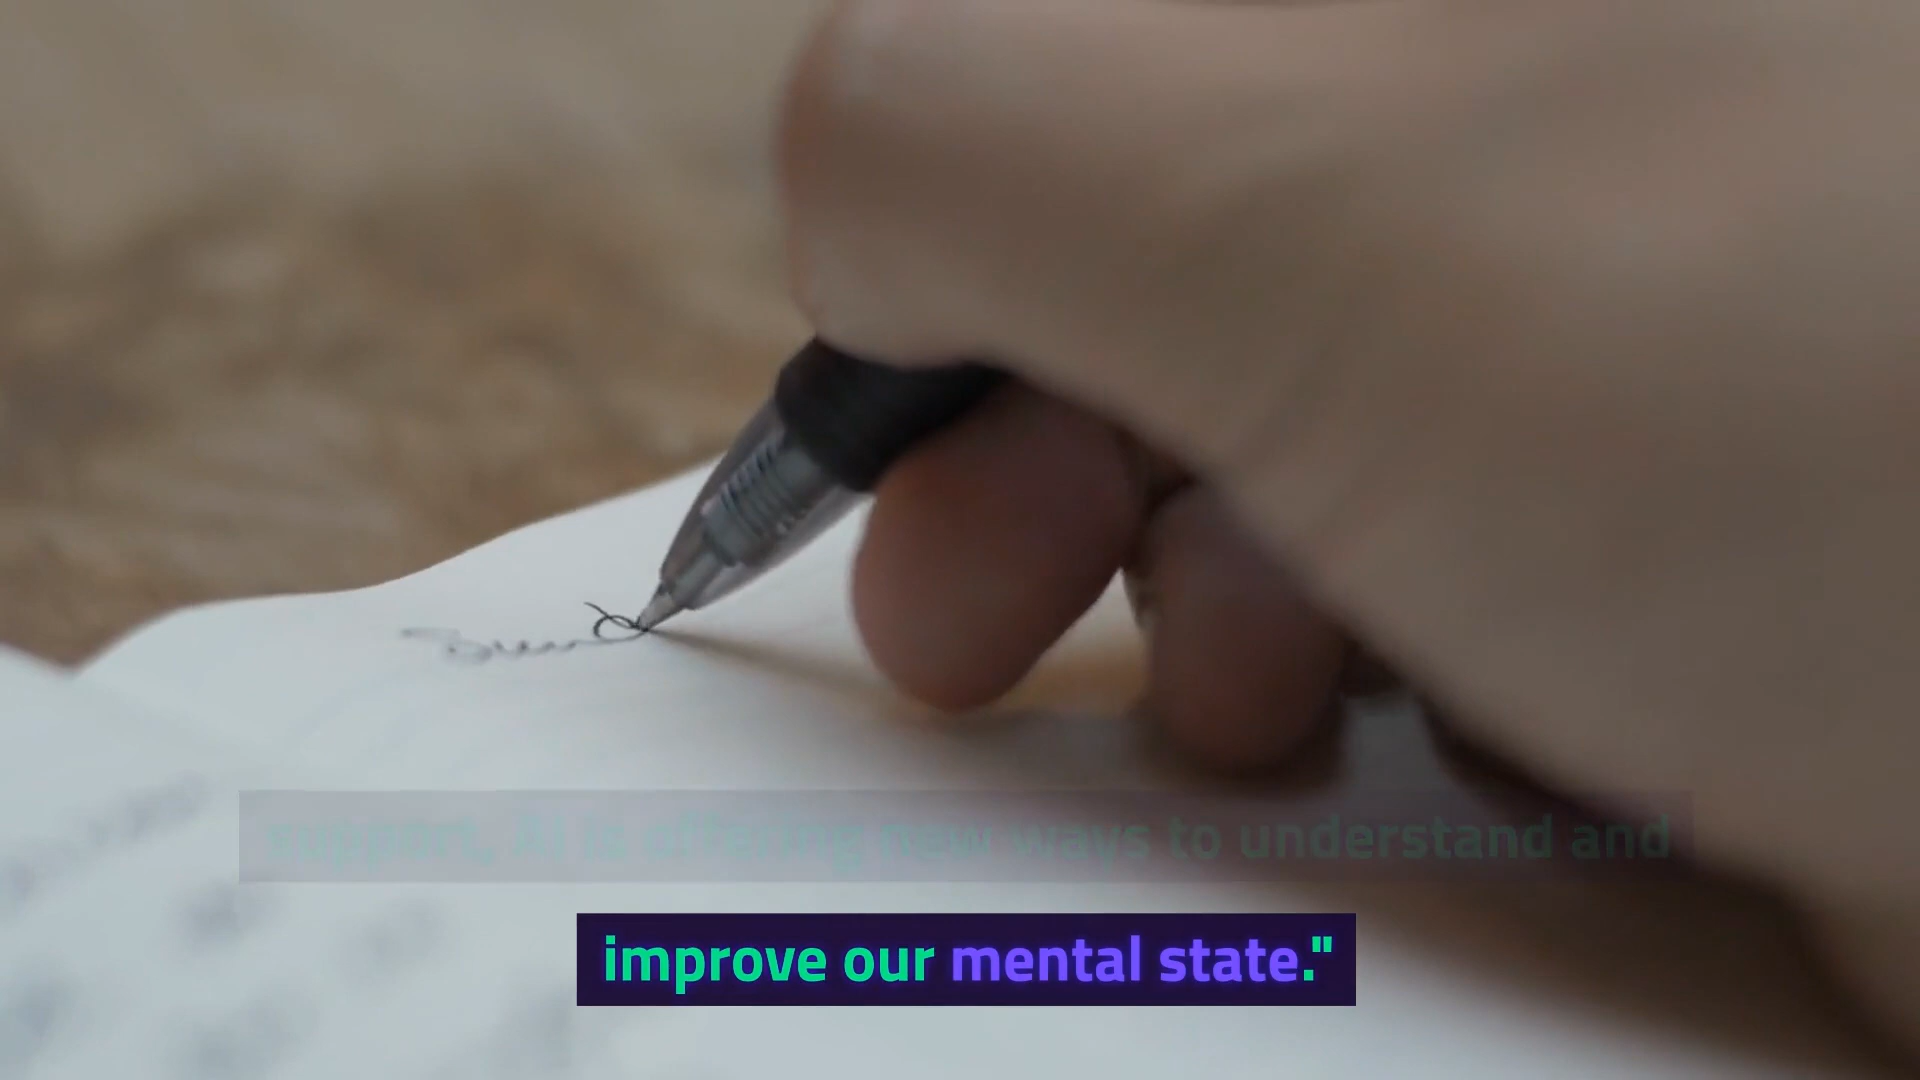 support, AI is offering new ways to understand and
improve our mental state."